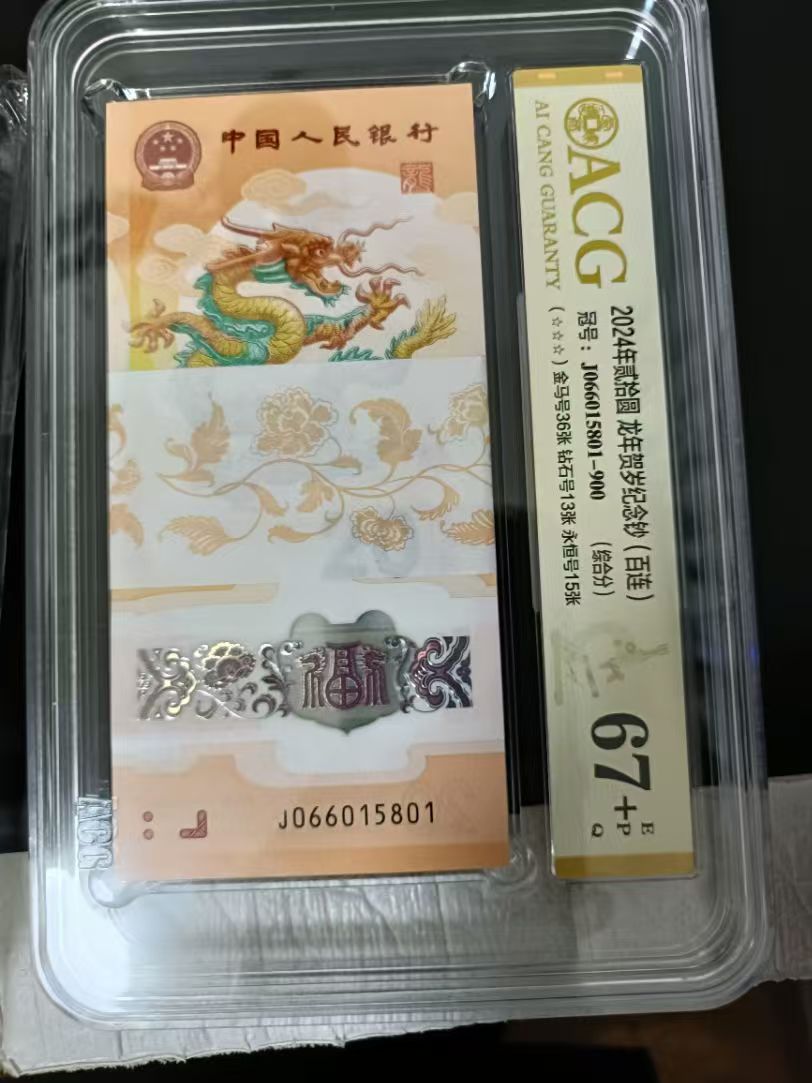 中国人民银行
龍
福
J066015801
ACG
ACG
AI CANG GUARANTY
2024年贰拾圆 龙年贺岁纪念钞（百连）
冠号：J066015801-900 （综合分）
(☆☆☆) 金马号36张 钻石号13张 永恒号15张
67+
E
P
Q